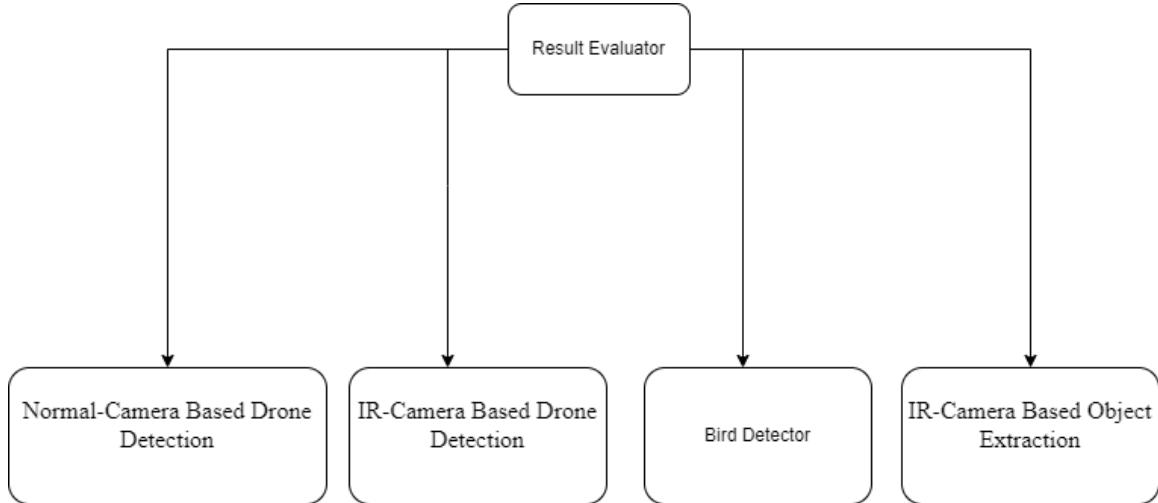 Result Evaluator
Normal-Camera Based Drone
Detection
IR-Camera Based Drone
Detection
Bird Detector
IR-Camera Based Object
Extraction